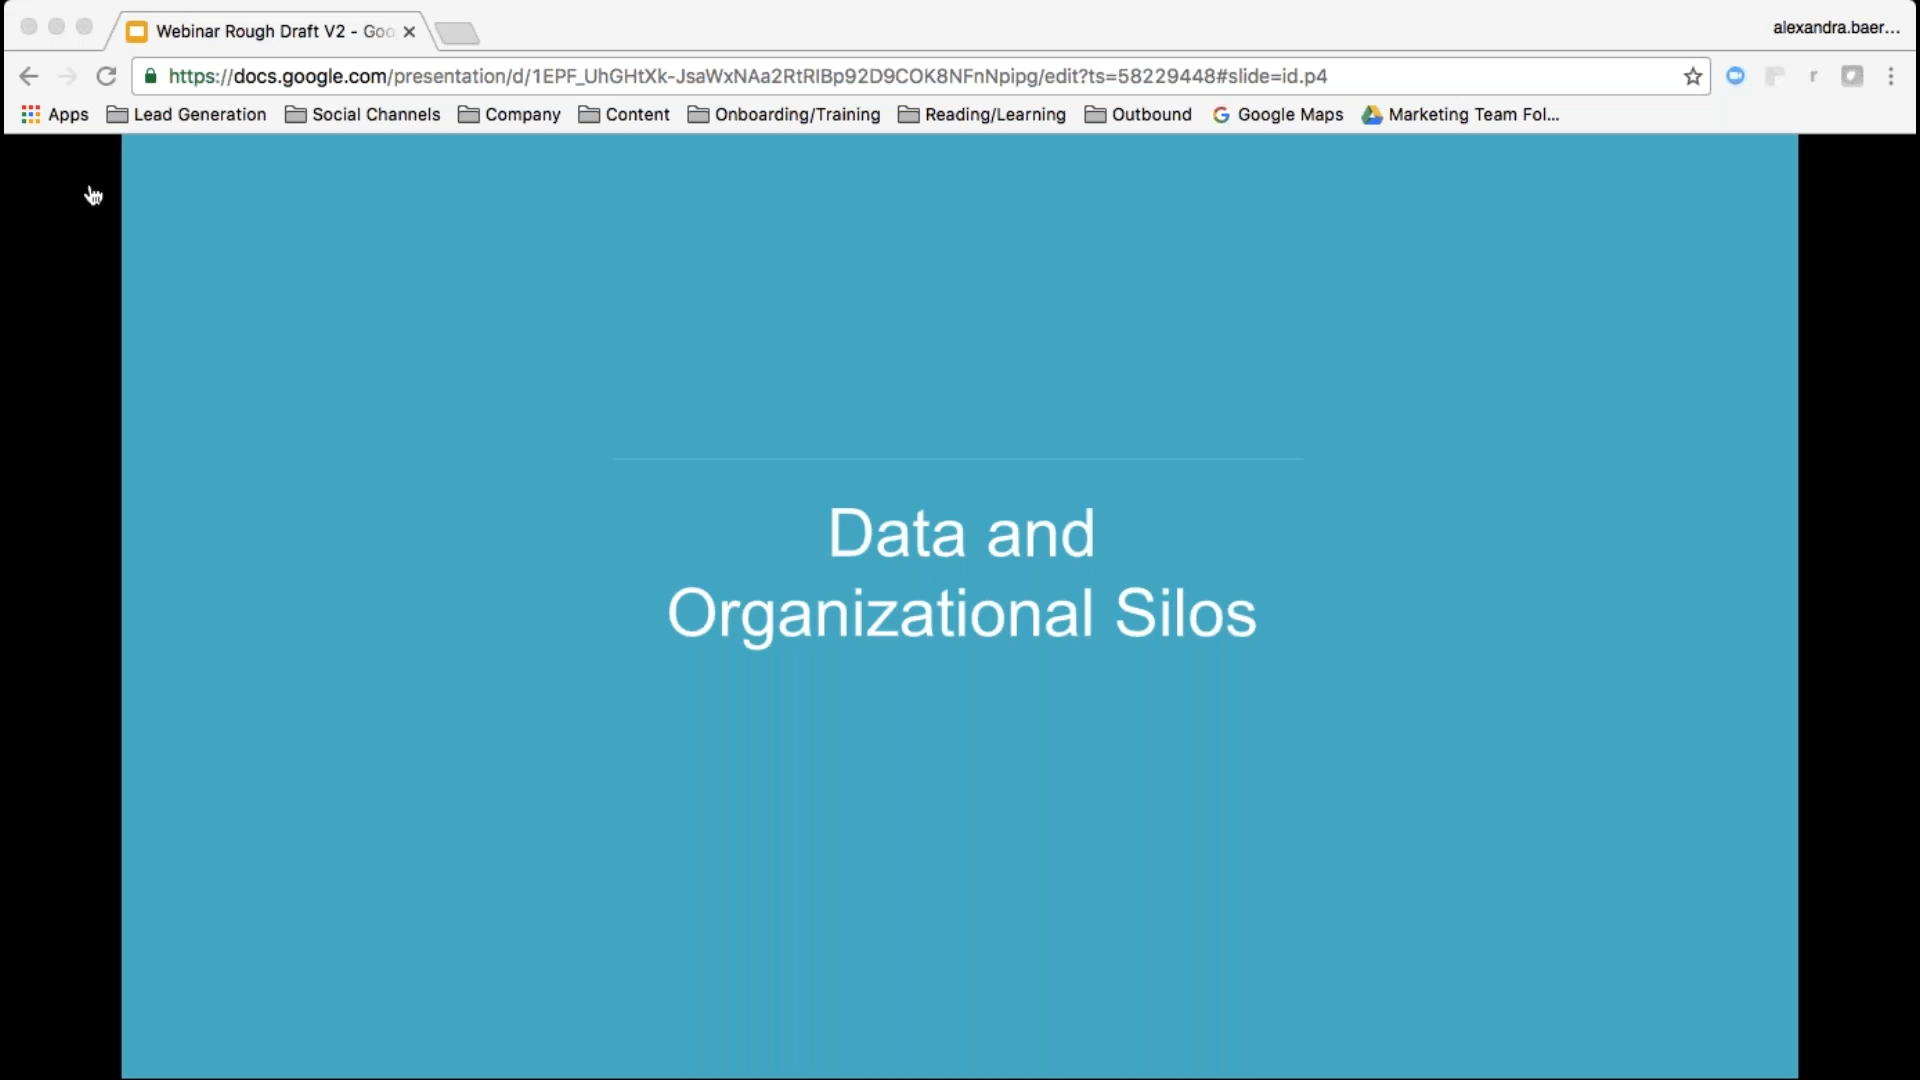 Webinar Rough Draft V2 - Goo
alexandra.baer...
https://docs.google.com/presentation/d/1EPF_UhGHtXk-JsaWxNAa2RtRIBp92D9COK8NFnNpipg/edit?ts=58229448#slide=id.p4
r
Apps Lead Generation Social Channels Company Content Onboarding/Training Reading/Learning Outbound Google Maps Marketing Team Fol...
Data and
Organizational Silos